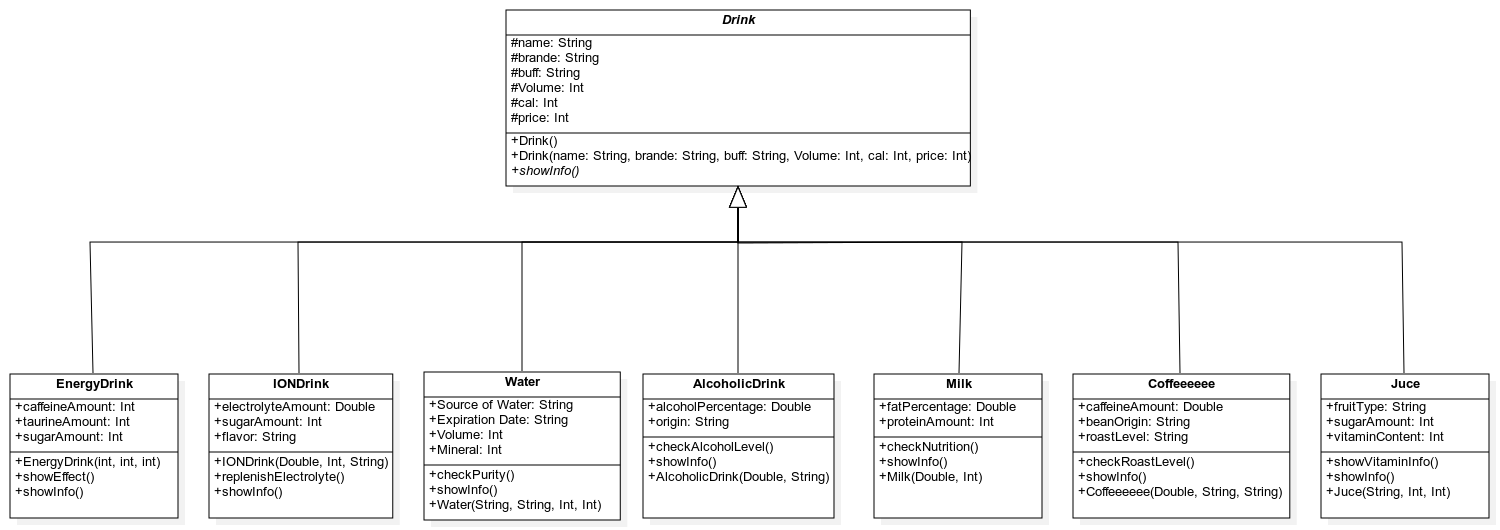 Drink
#name: String
#brande: String
#buff: String
#Volume: Int
#cal: Int
#price: Int
+Drink()
+Drink(name: String, brande: String, buff: String, Volume: Int, cal: Int, price: Int)
+showInfo()
EnergyDrink
+caffeineAmount: Int
+taurineAmount: Int
+sugarAmount: Int
+EnergyDrink(int, int, int)
+showEffect()
+showInfo()
IONDrink
+electrolyteAmount: Double
+sugarAmount: Int
+flavor: String
+IONDrink(Double, Int, String)
+replenishElectrolyte()
+showInfo()
Water
+Source of Water: String
+Expiration Date: String
+Volume: Int
+Mineral: Int
+checkPurity()
+showInfo()
+Water(String, String, Int, Int)
AlcoholicDrink
+alcoholPercentage: Double
+origin: String
+checkAlcoholLevel()
+showInfo()
+AlcoholicDrink(Double, String)
Milk
+fatPercentage: Double
+proteinAmount: Int
+checkNutrition()
+showInfo()
+Milk(Double, Int)
Coffeeeeee
+caffeineAmount: Double
+beanOrigin: String
+roastLevel: String
+checkRoastLevel()
+showInfo()
+Coffeeeeee(Double, String, String)
Juce
+fruitType: String
+sugarAmount: Int
+vitaminContent: Int
+showVitaminInfo()
+showInfo()
+Juce(String, Int, Int)